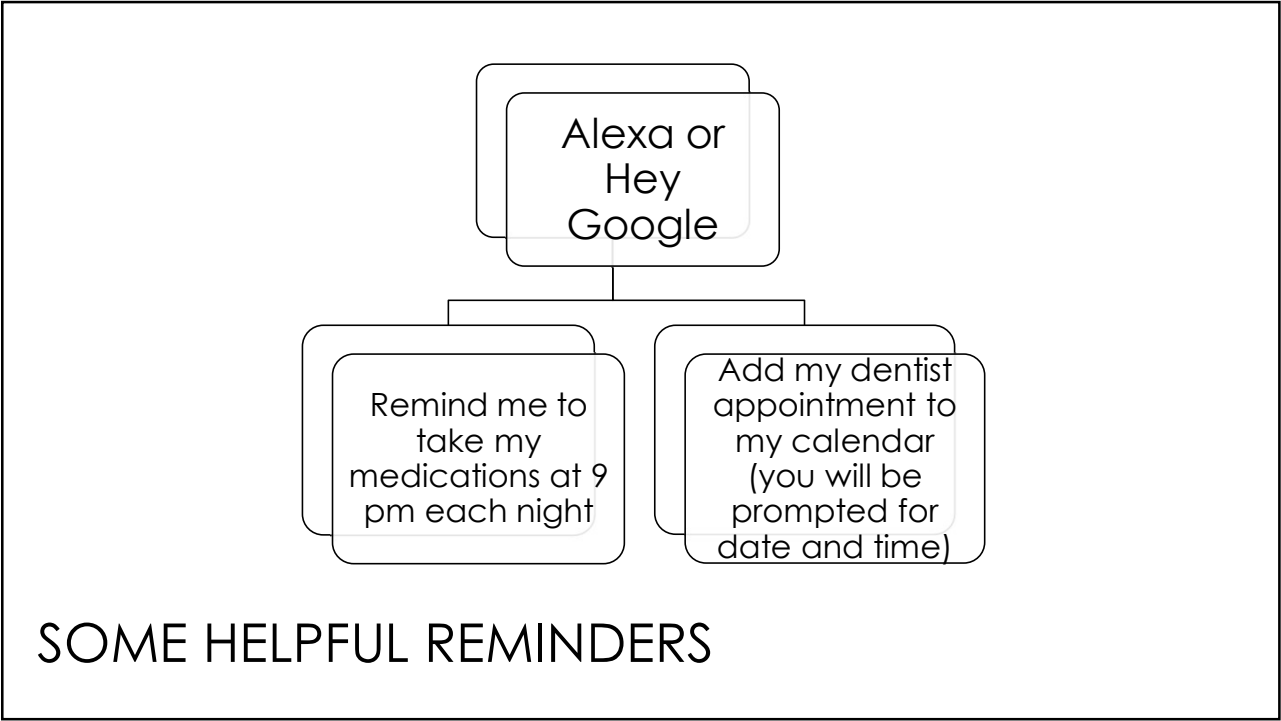 Alexa or
Hey
Google
Remind me to
take my
medications at 9
pm each night
Add my dentist
appointment to
my calendar
(you will be
prompted for
date and time)
SOME HELPFUL REMINDERS